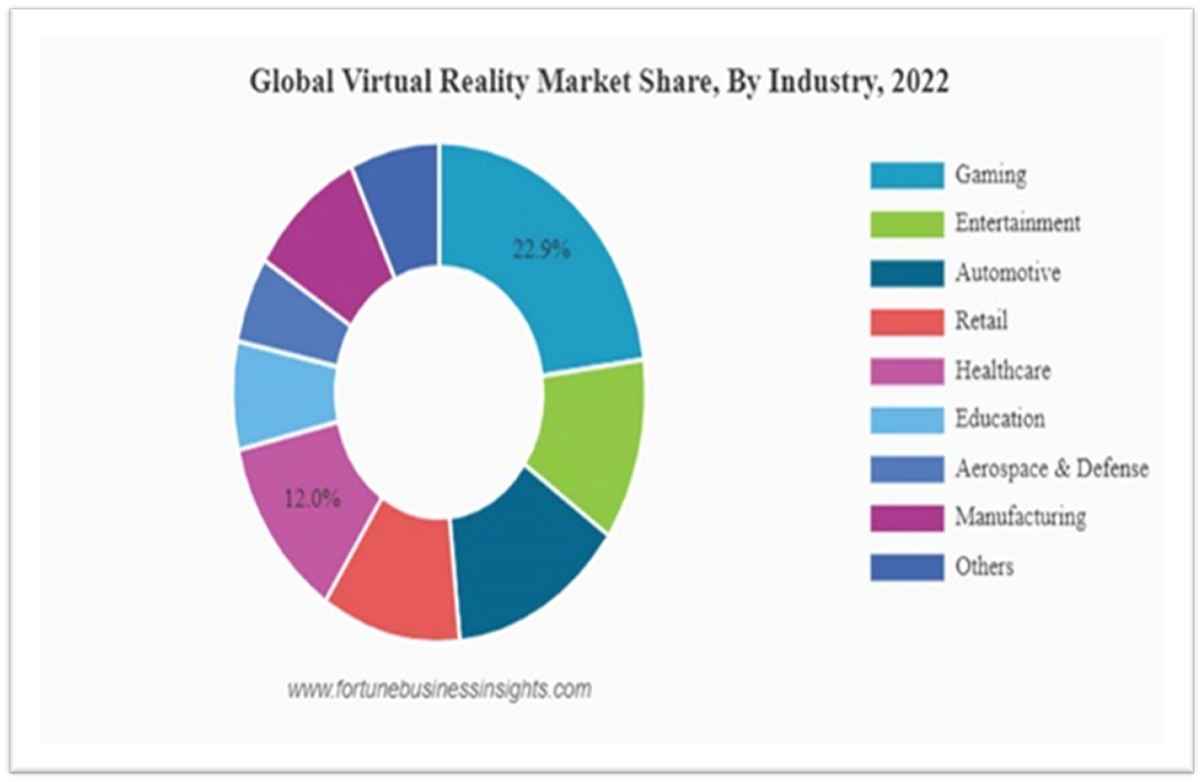 Global Virtual Reality Market Share, By Industry, 2022
22.9%
12.0%
Gaming
Entertainment
Automotive
Retail
Healthcare
Education
Aerospace & Defense
Manufacturing
Others
www.fortunebusinessinsights.com